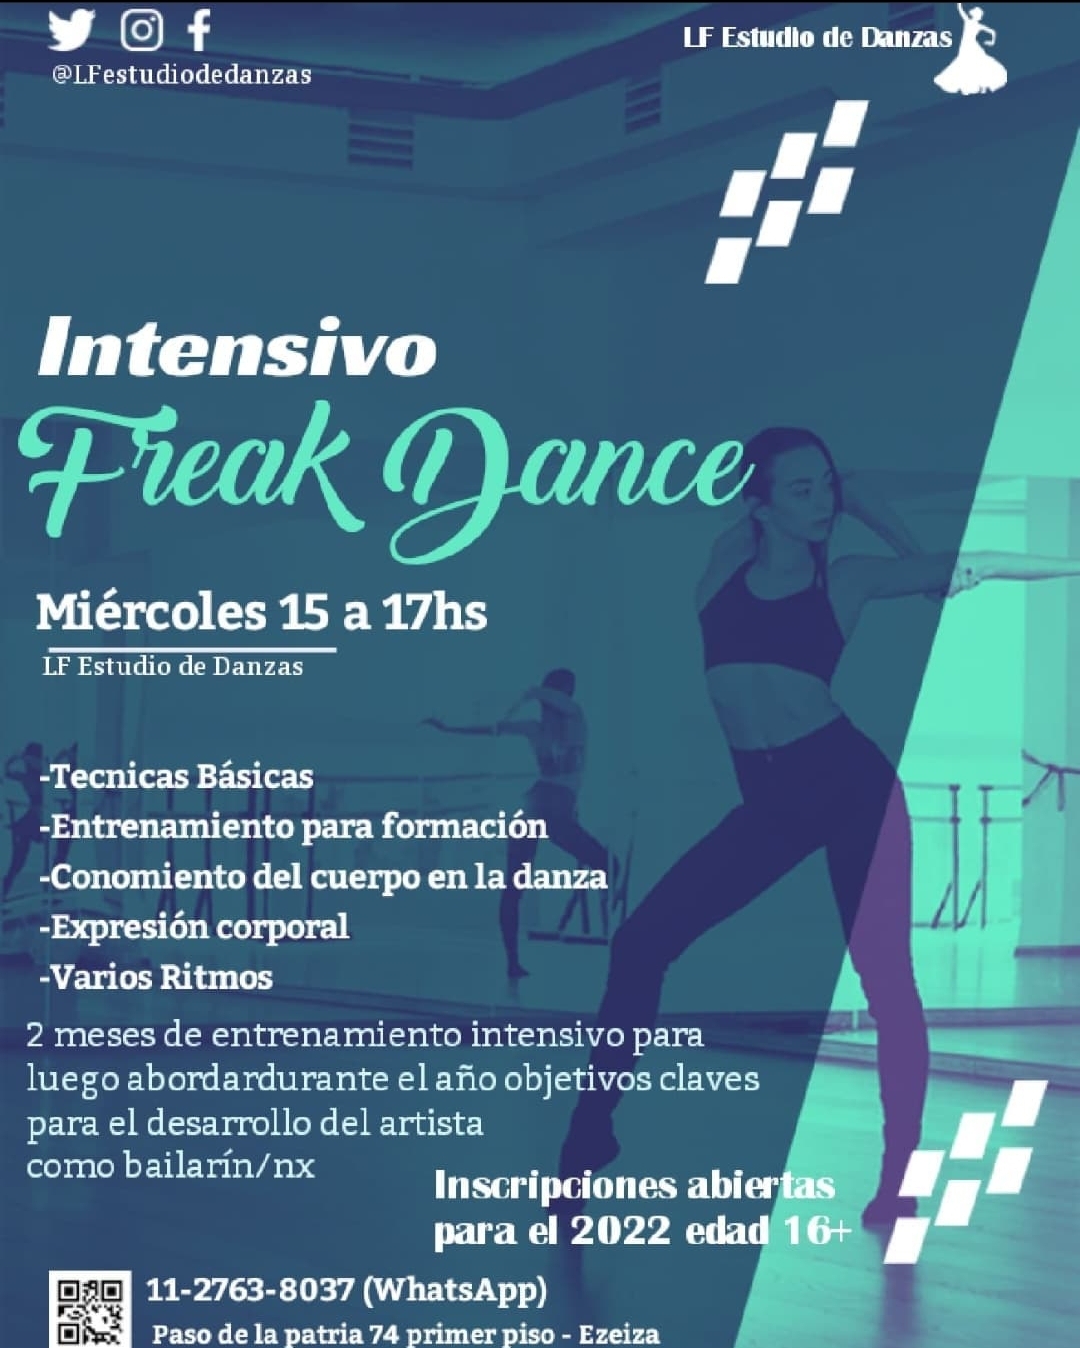 @LFestudiodedanzas
LF Estudio de Danzas
Intensivo
Freak Dance
Miércoles 15 a 17hs
LF Estudio de Danzas
-Tecnicas Básicas
-Entrenamiento para formación
-Conomiento del cuerpo en la danza
-Expresión corporal
-Varios Ritmos
2 meses de entrenamiento intensivo para
luego abordardurante el año objetivos claves
para el desarrollo del artista
como bailarín/nx
Inscripciones abiertas
para el 2022 edad 16+
11-2763-8037 (WhatsApp)
Paso de la patria 74 primer piso - Ezeiza